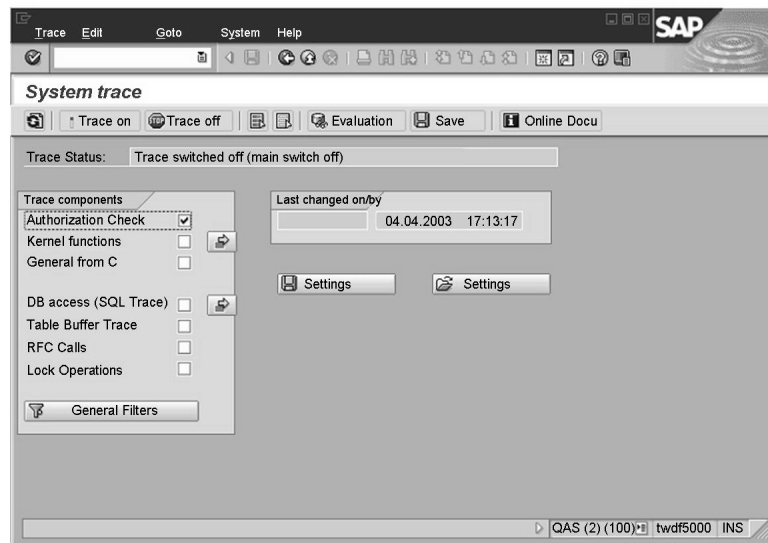 Trace Edit Goto System Help
SAP
System trace
Trace on Trace off Evaluation Save Online Docu
Trace Status: Trace switched off (main switch off)
Trace components
Authorization Check
Kernel functions
General from C
DB access (SQL Trace)
Table Buffer Trace
RFC Calls
Lock Operations
General Filters
Last changed on/by
04.04.2003 17:13:17
Settings Settings
QAS (2) (100) twdf5000 INS